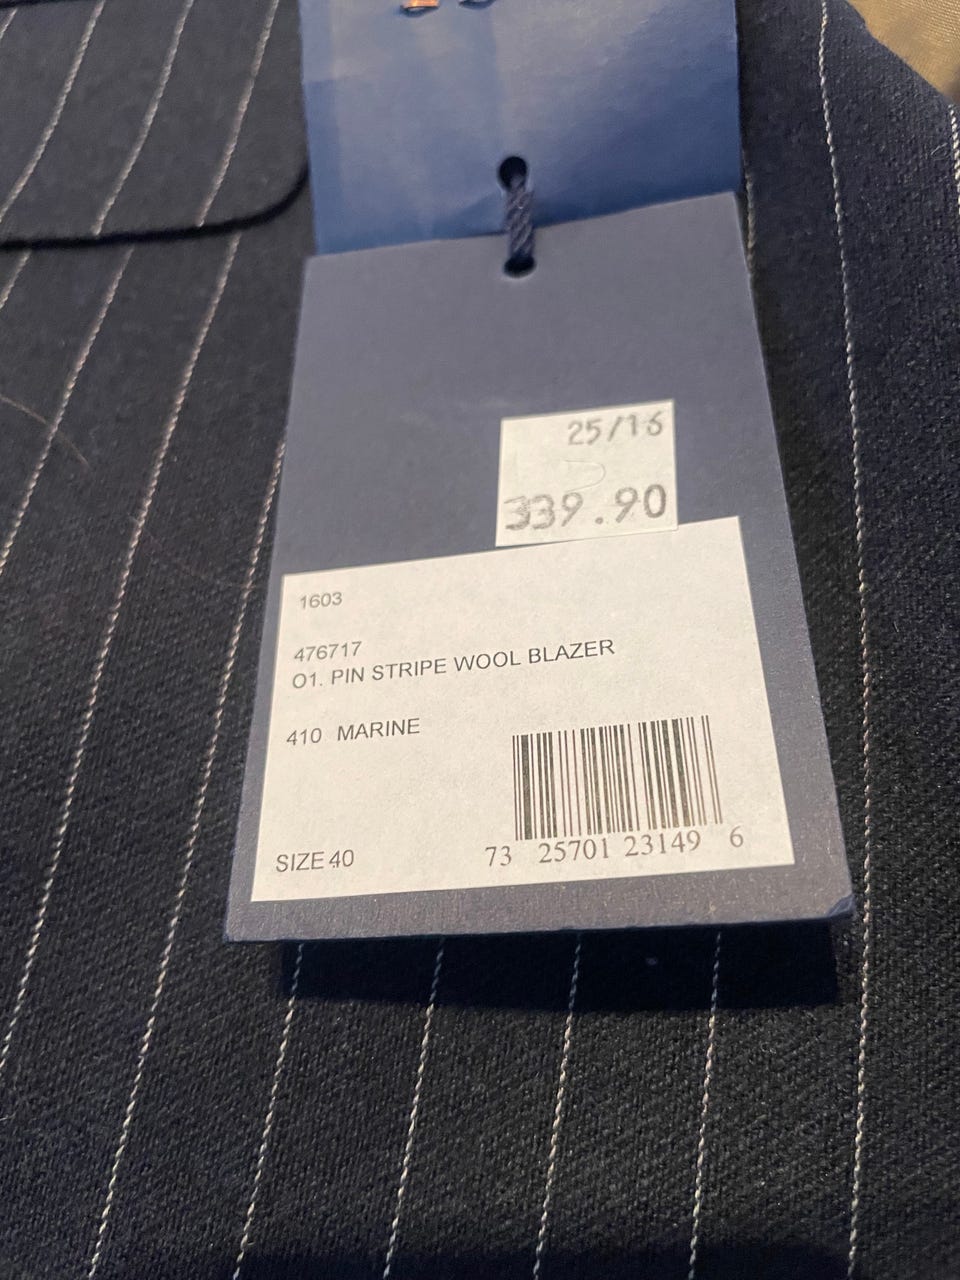 25/16
339.90
1603
476717
O1. PIN STRIPE WOOL BLAZER
410 MARINE
SIZE 40
73 25701 23149 6